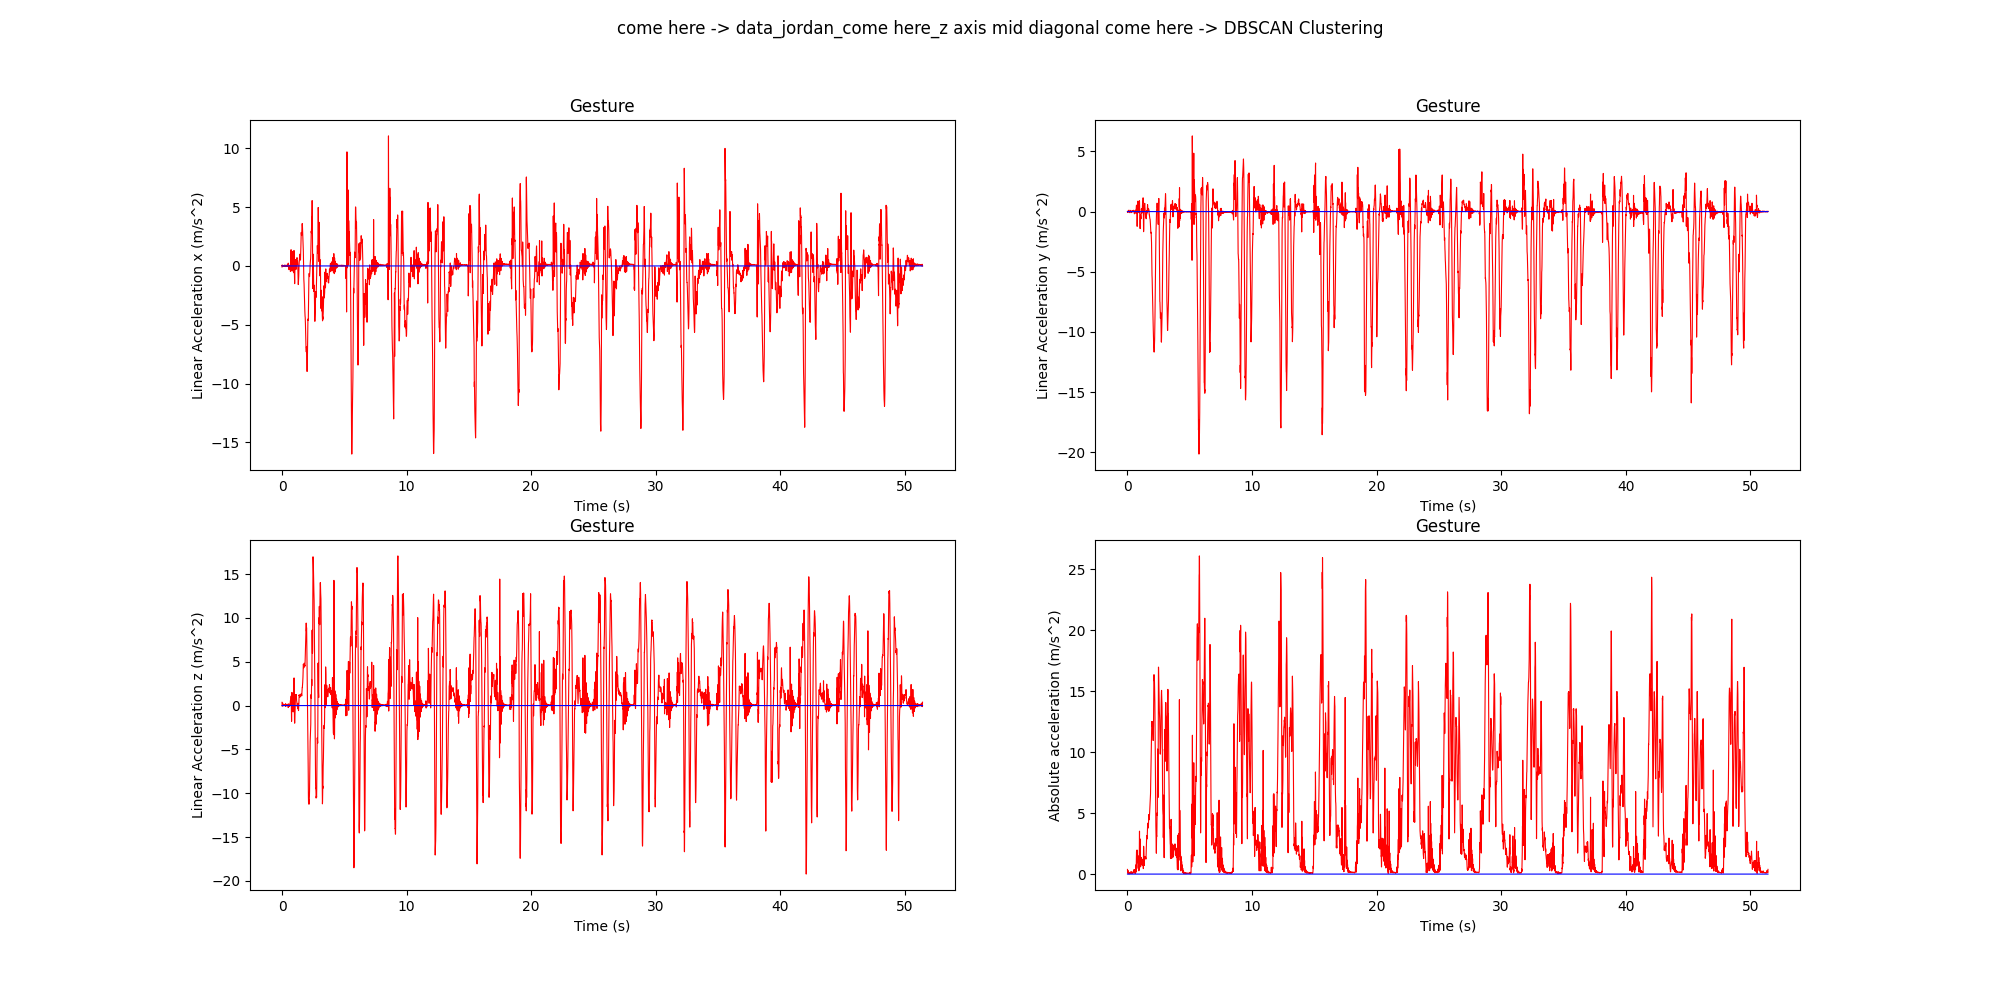 come here -> data_jordan_come here_z axis mid diagonal come here -> DBSCAN Clustering
Gesture
10
5
0
−5
−10
−15
Linear Acceleration x (m/s^2)
0 10 20 30 40 50
Time (s)
Gesture
5
0
−5
−10
−15
−20
Linear Acceleration y (m/s^2)
0 10 20 30 40 50
Time (s)
Gesture
15
10
5
0
−5
−10
−15
−20
Linear Acceleration z (m/s^2)
0 10 20 30 40 50
Time (s)
Gesture
25
20
15
10
5
0
Absolute acceleration (m/s^2)
0 10 20 30 40 50
Time (s)